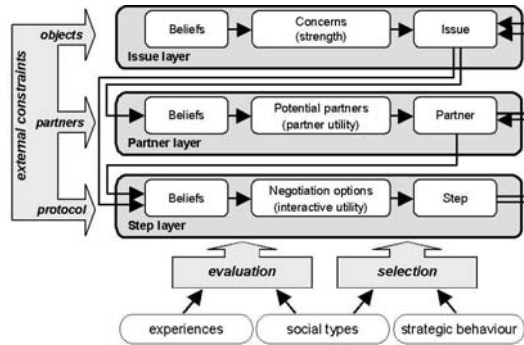 objects
Beliefs
Concerns
(strength)
Issue
Issue layer
external constraints
partners
Beliefs
Potential partners
(partner utility)
Partner
Partner layer
protocol
Beliefs
Negotiation options
(interactive utility)
Step
Step layer
evaluation
selection
experiences
social types
strategic behaviour